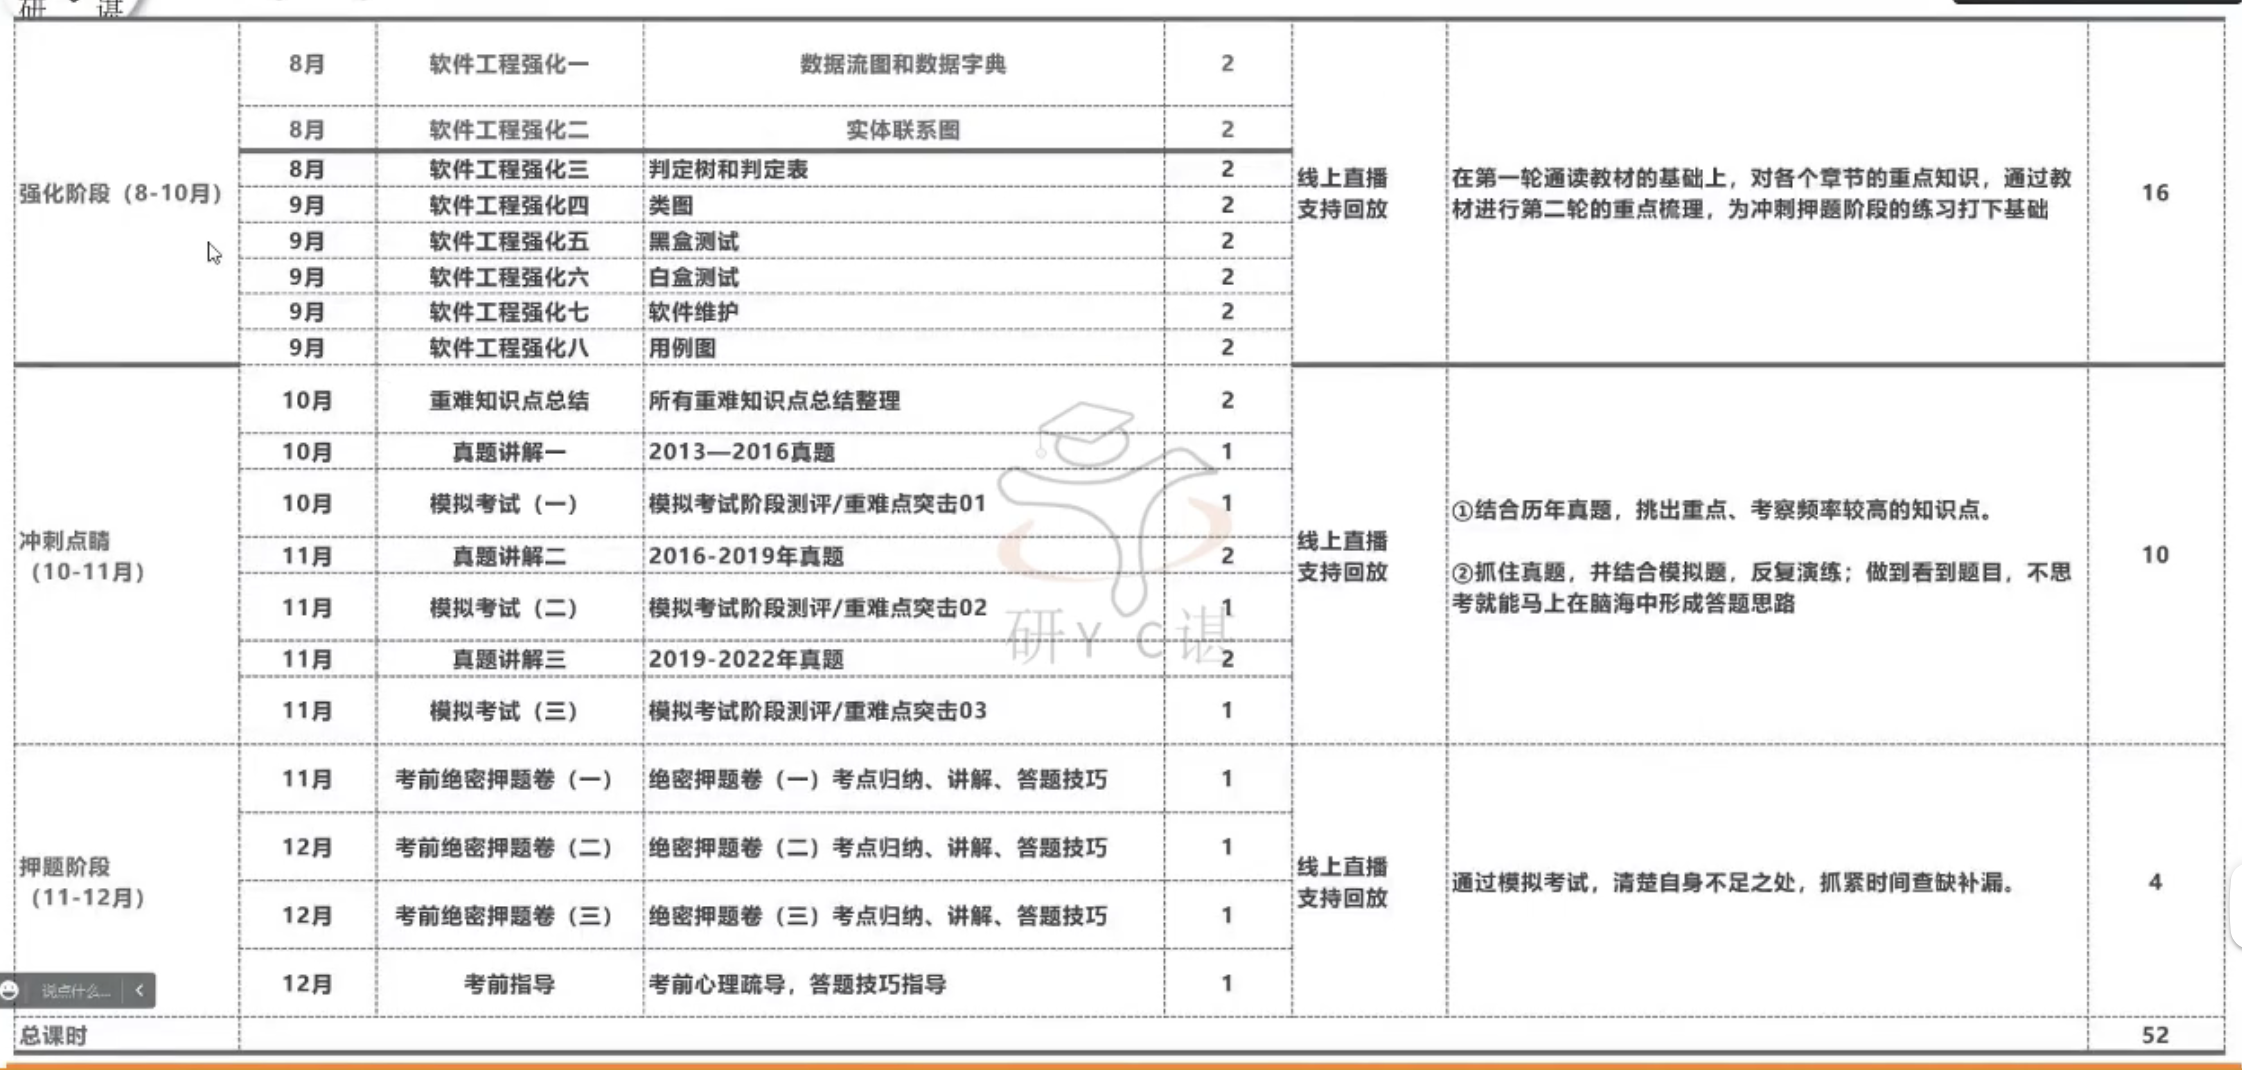 研 谌
8月 软件工程强化一 数据流图和数据字典 2
8月 软件工程强化二 实体联系图 2
强化阶段（8-10月）
8月 软件工程强化三 判定树和判定表 2
9月 软件工程强化四 类图 2
9月 软件工程强化五 黑盒测试 2
9月 软件工程强化六 白盒测试 2
9月 软件工程强化七 软件维护 2
9月 软件工程强化八 用例图 2
线上直播
支持回放
在第一轮通读教材的基础上，对各个章节的重点知识，通过教
材进行第二轮的重点梳理，为冲刺押题阶段的练习打下基础
16
冲刺点睛
（10-11月）
10月 重难知识点总结 所有重难知识点总结整理 2
10月 真题讲解一 2013—2016真题 1
10月 模拟考试（一） 模拟考试阶段测评/重难点突击01 1
11月 真题讲解二 2016-2019年真题 2
11月 模拟考试（二） 模拟考试阶段测评/重难点突击02 1
11月 真题讲解三 2019-2022年真题 2
11月 模拟考试（三） 模拟考试阶段测评/重难点突击03 1
线上直播
支持回放
①结合历年真题，挑出重点、考察频率较高的知识点。
②抓住真题，并结合模拟题，反复演练；做到看到题目，不思
考就能马上在脑海中形成答题思路
10
研YC谌
押题阶段
（11-12月）
11月 考前绝密押题卷（一） 绝密押题卷（一）考点归纳、讲解、答题技巧 1
12月 考前绝密押题卷（二） 绝密押题卷（二）考点归纳、讲解、答题技巧 1
12月 考前绝密押题卷（三） 绝密押题卷（三）考点归纳、讲解、答题技巧 1
12月 考前指导 考前心理疏导，答题技巧指导 1
线上直播
支持回放
通过模拟考试，清楚自身不足之处，抓紧时间查缺补漏。
4
说点什么...
总课时 52